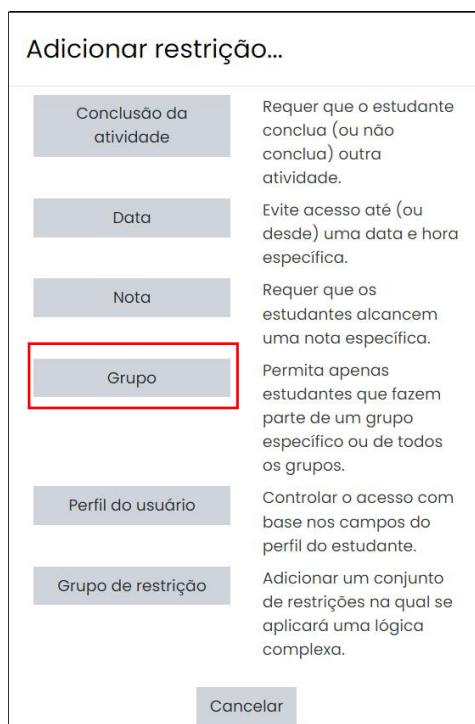 Adicionar restrição...
Conclusão da
atividade
Requer que o estudante
conclua (ou não
conclua) outra
atividade.
Data
Evite acesso até (ou
desde) uma data e hora
específica.
Nota
Requer que os
estudantes alcancem
uma nota específica.
Grupo
Permita apenas
estudantes que fazem
parte de um grupo
específico ou de todos
os grupos.
Perfil do usuário
Controlar o acesso com
base nos campos do
perfil do estudante.
Grupo de restrição
Adicionar um conjunto
de restrições na qual se
aplicará uma lógica
complexa.
Cancelar